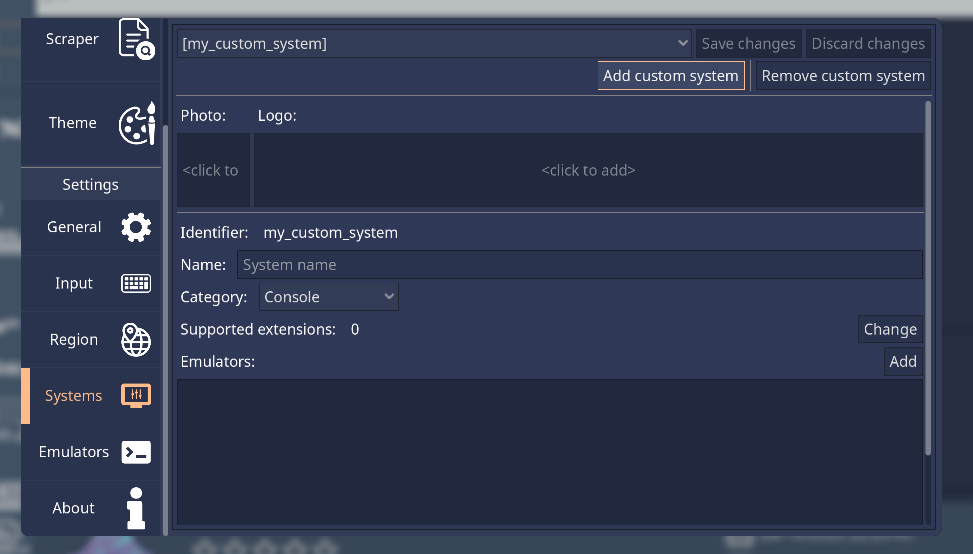 Scraper
Theme
Settings
General
Input
Region
Systems
Emulators
About
[my_custom_system]
Save changes
Discard changes
Add custom system
Remove custom system
Photo: Logo:
<click to
<click to add>
Identifier: my_custom_system
Name: System name
Category: Console
Supported extensions: 0
Change
Emulators:
Add